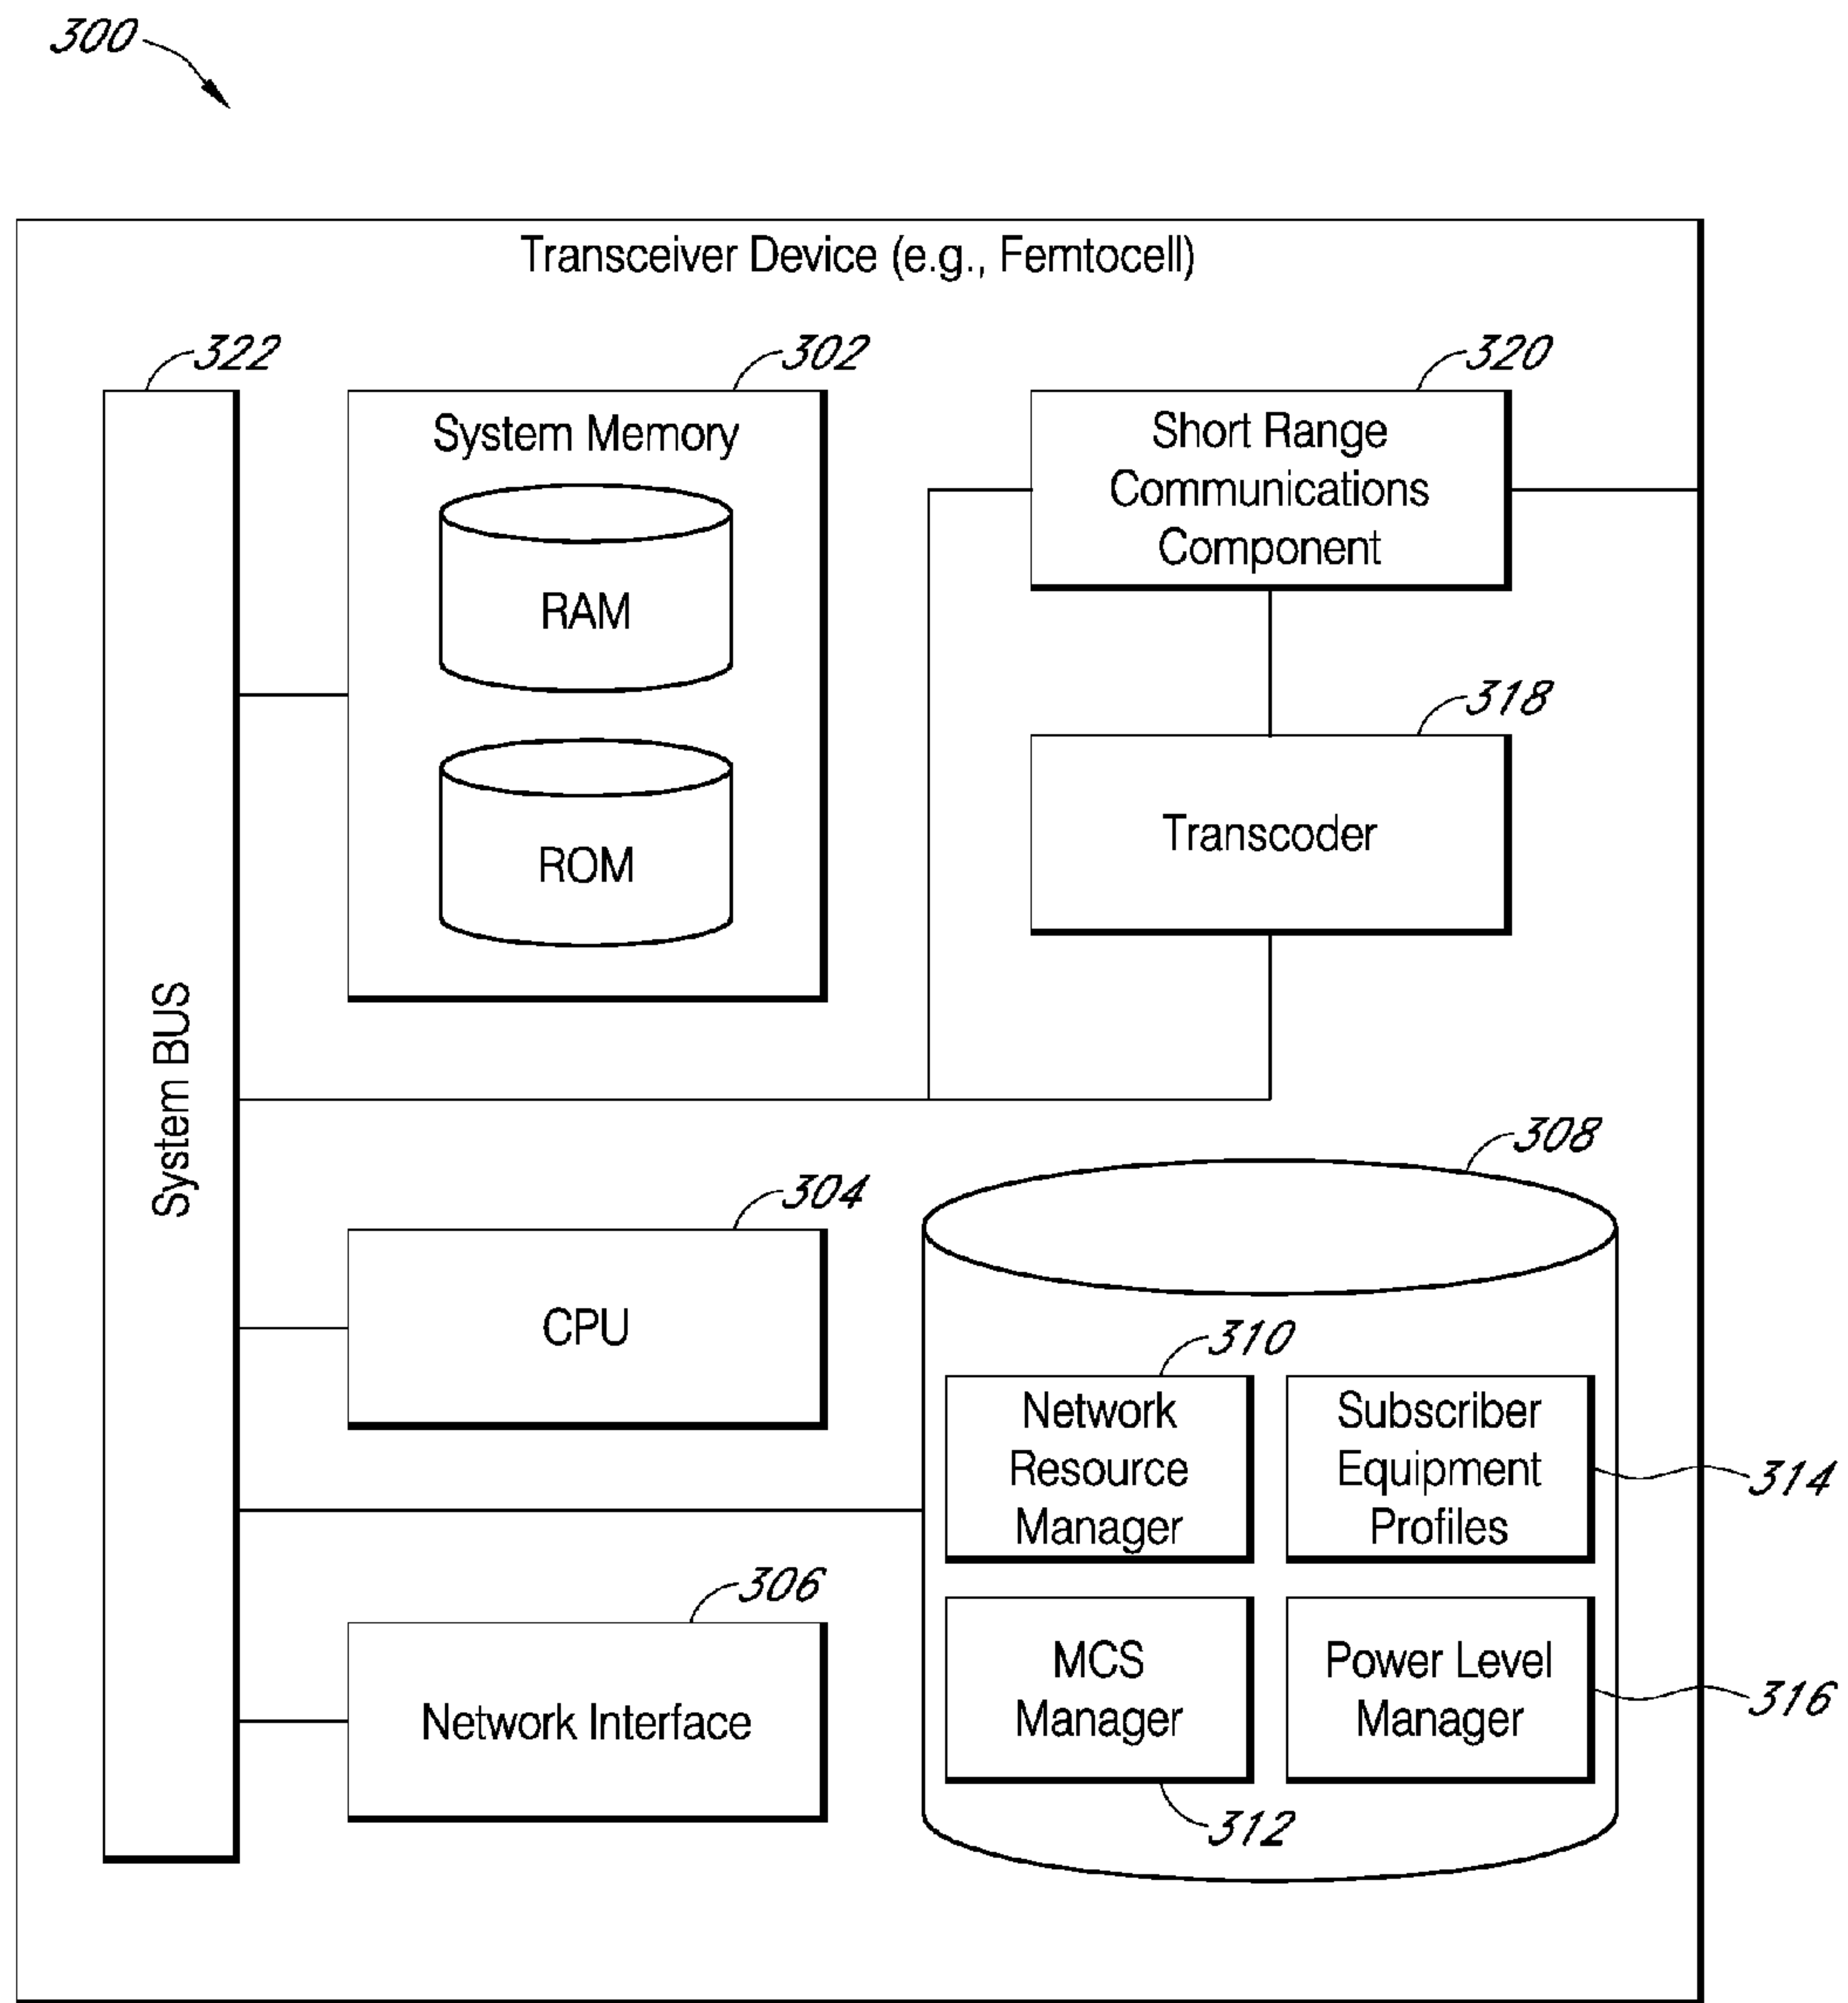 300
Transceiver Device (e.g., Femtocell)
322
302
320
System Memory
RAM
ROM
Short Range
Communications
Component
318
Transcoder
System BUS
304
CPU
308
310
Network
Resource
Manager
Subscriber
Equipment
Profiles
314
306
Network Interface
MCS
Manager
312
Power Level
Manager
316